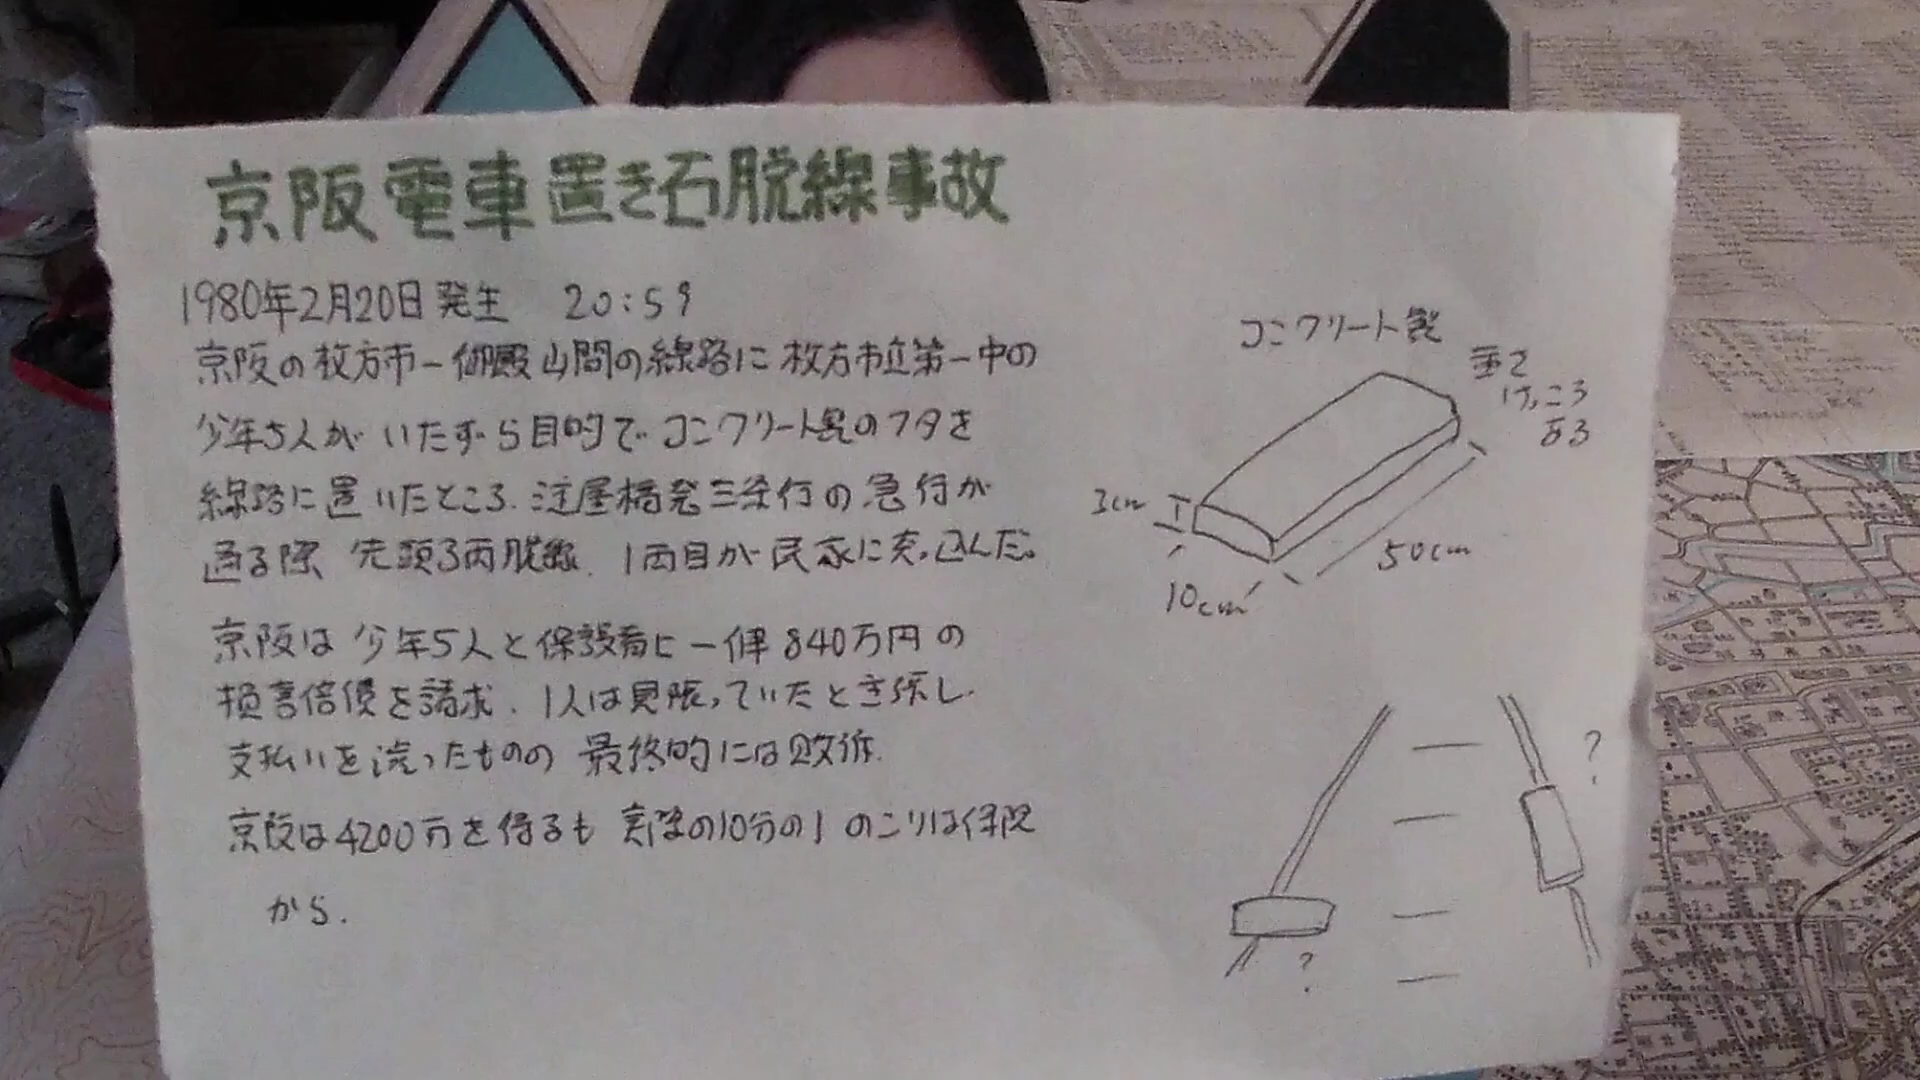 京阪電車置き石脱線事故
1980年2月20日発生 20:59
京阪の枚方市-御殿山間の線路に枚方市立第一中の
少年5人がいたずら目的でコンクリート製のフタを
線路に置いたところ.淀屋橋発三条行の急行が
通る際 先頭3両脱線.1両目が民家に突っ込んだ。
京阪は少年5人と保護者に一律840万円の
損害倍償を請求.1人は見張っていたとき
支払いを渋ったものの 最終的には敗訴.
京阪は4200万を得るも 実際の10分の1 のこりは保険
から.
コンクリート製
重さ
けっこう
ある
3cm
10cm
50cm
?
?